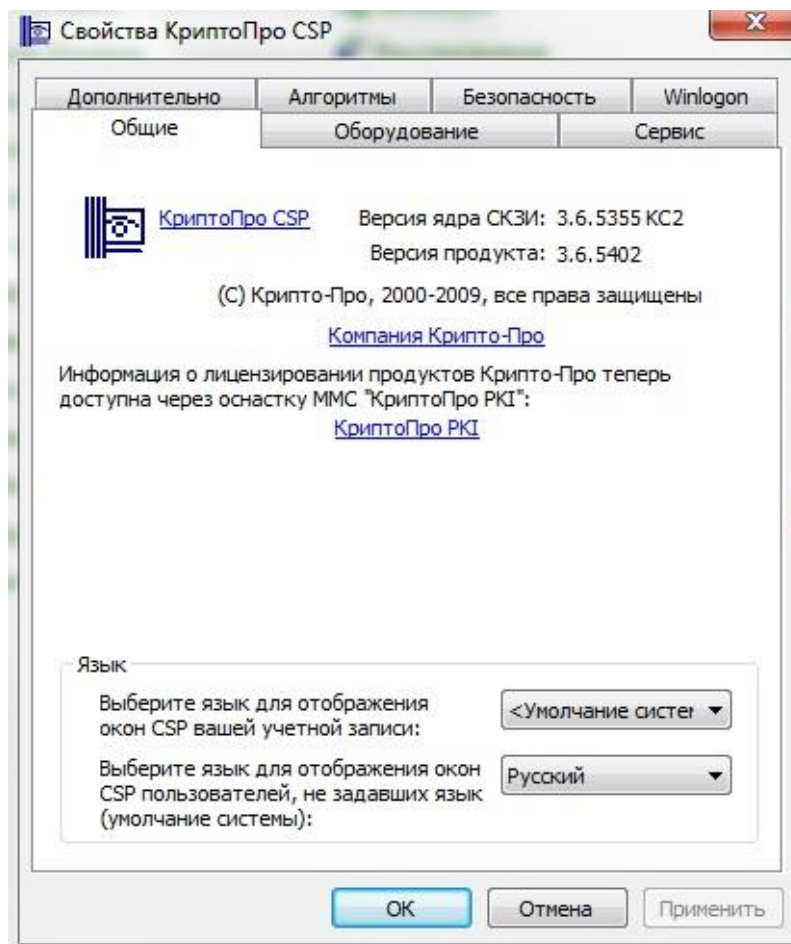 Свойства КриптоПро CSP
Дополнительно Алгоритмы Безопасность Winlogon
Общие Оборудование Сервис
КриптоПро CSP Версия ядра СКЗИ: 3.6.5355 КС2
Версия продукта: 3.6.5402
(C) Крипто-Про, 2000-2009, все права защищены
Компания Крипто-Про
Информация о лицензировании продуктов Крипто-Про теперь
доступна через оснастку ММС "КриптоПро PKI":
КриптоПро PKI
Язык
Выберите язык для отображения
окон CSP вашей учетной записи:
<Умолчание систе
Выберите язык для отображения окон
CSP пользователей, не задавших язык
(умолчание системы):
Русский
ОК Отмена Применить